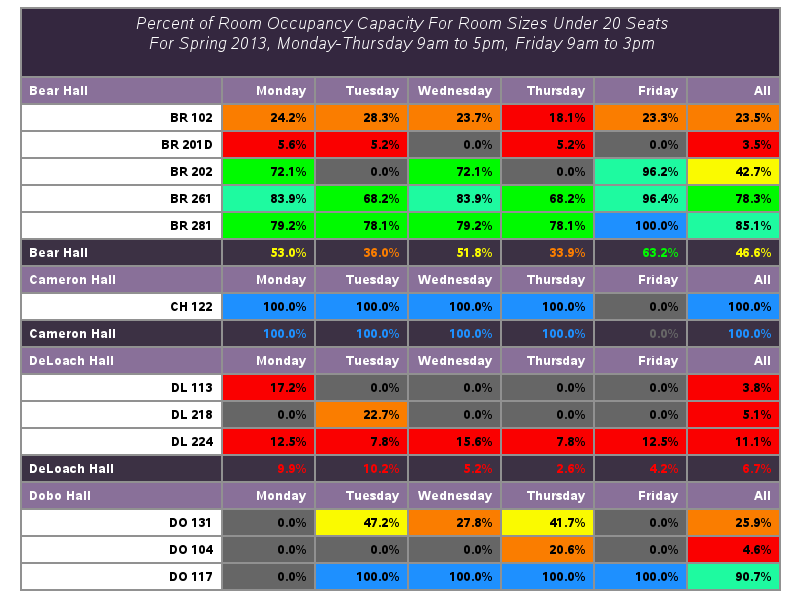 Percent of Room Occupancy Capacity For Room Sizes Under 20 Seats
For Spring 2013, Monday-Thursday 9am to 5pm, Friday 9am to 3pm
Bear Hall Monday Tuesday Wednesday Thursday Friday All
BR 102 24.2% 28.3% 23.7% 18.1% 23.3% 23.5%
BR 201D 5.6% 5.2% 0.0% 5.2% 0.0% 3.5%
BR 202 72.1% 0.0% 72.1% 0.0% 96.2% 42.7%
BR 261 83.9% 68.2% 83.9% 68.2% 96.4% 78.3%
BR 281 79.2% 78.1% 79.2% 78.1% 100.0% 85.1%
Bear Hall 53.0% 36.0% 51.8% 33.9% 63.2% 46.6%
Cameron Hall Monday Tuesday Wednesday Thursday Friday All
CH 122 100.0% 100.0% 100.0% 100.0% 0.0% 100.0%
Cameron Hall 100.0% 100.0% 100.0% 100.0% 0.0% 100.0%
DeLoach Hall Monday Tuesday Wednesday Thursday Friday All
DL 113 17.2% 0.0% 0.0% 0.0% 0.0% 3.8%
DL 218 0.0% 22.7% 0.0% 0.0% 0.0% 5.1%
DL 224 12.5% 7.8% 15.6% 7.8% 12.5% 11.1%
DeLoach Hall 9.9% 10.2% 5.2% 2.6% 4.2% 6.7%
Dobo Hall Monday Tuesday Wednesday Thursday Friday All
DO 131 0.0% 47.2% 27.8% 41.7% 0.0% 25.9%
DO 104 0.0% 0.0% 0.0% 20.6% 0.0% 4.6%
DO 117 0.0% 100.0% 100.0% 100.0% 100.0% 90.7%